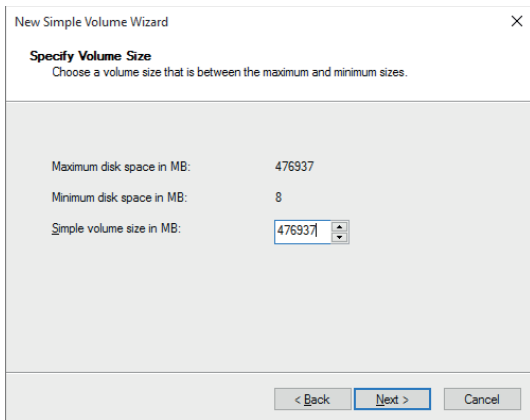 New Simple Volume Wizard
Specify Volume Size
Choose a volume size that is between the maximum and minimum sizes.
Maximum disk space in MB: 476937
Minimum disk space in MB: 8
Simple volume size in MB: 476937
< Back Next > Cancel